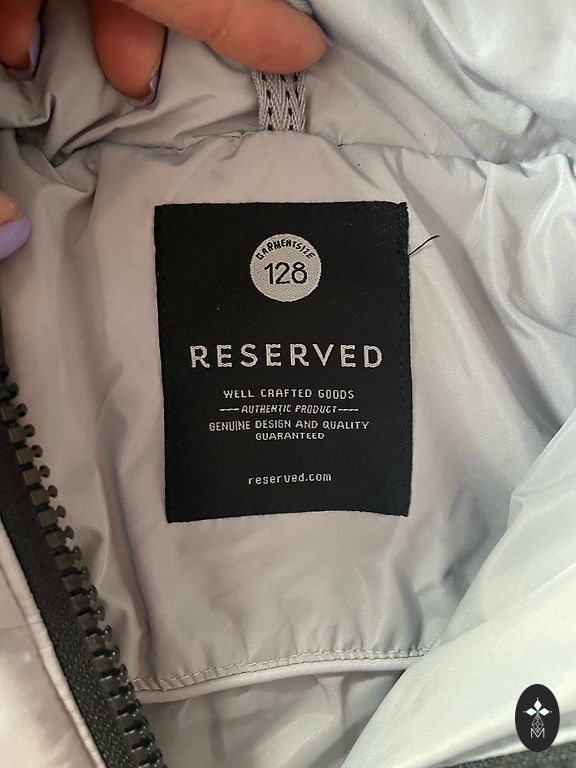 GARMENTSIZE
128
RESERVED
WELL CRAFTED GOODS
AUTHENTIC PRODUCT
GENUINE DESIGN AND QUALITY
GUARANTEED
reserved.com
M